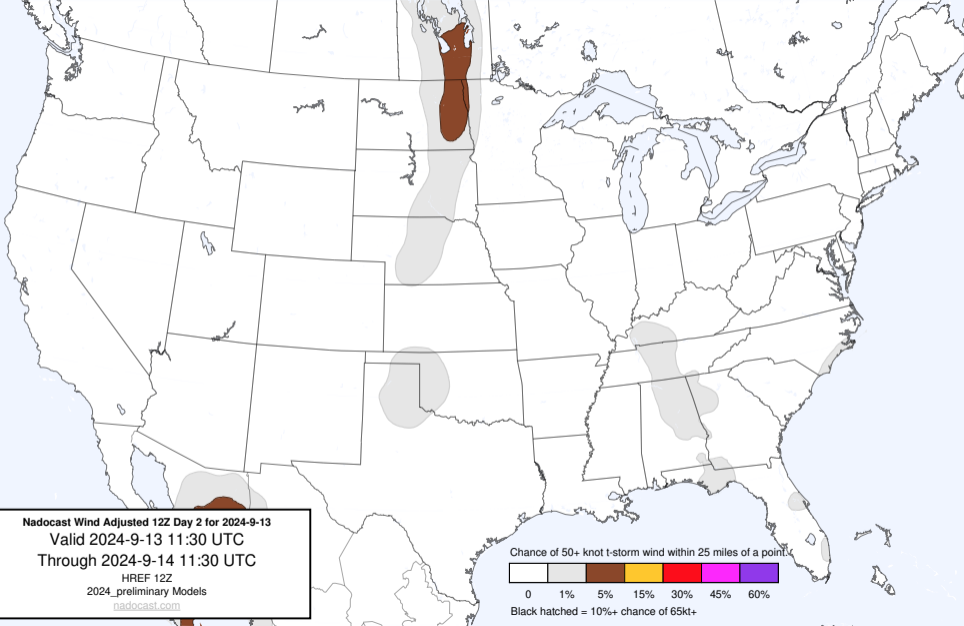 Nadocast Wind Adjusted 12Z Day 2 for 2024-9-13
Valid 2024-9-13 11:30 UTC
Through 2024-9-14 11:30 UTC
HREF 12Z
2024_preliminary Models
nadocast.com
Chance of 50+ knot t-storm wind within 25 miles of a point.
0 1% 5% 15% 30% 45% 60%
Black hatched = 10%+ chance of 65kt+